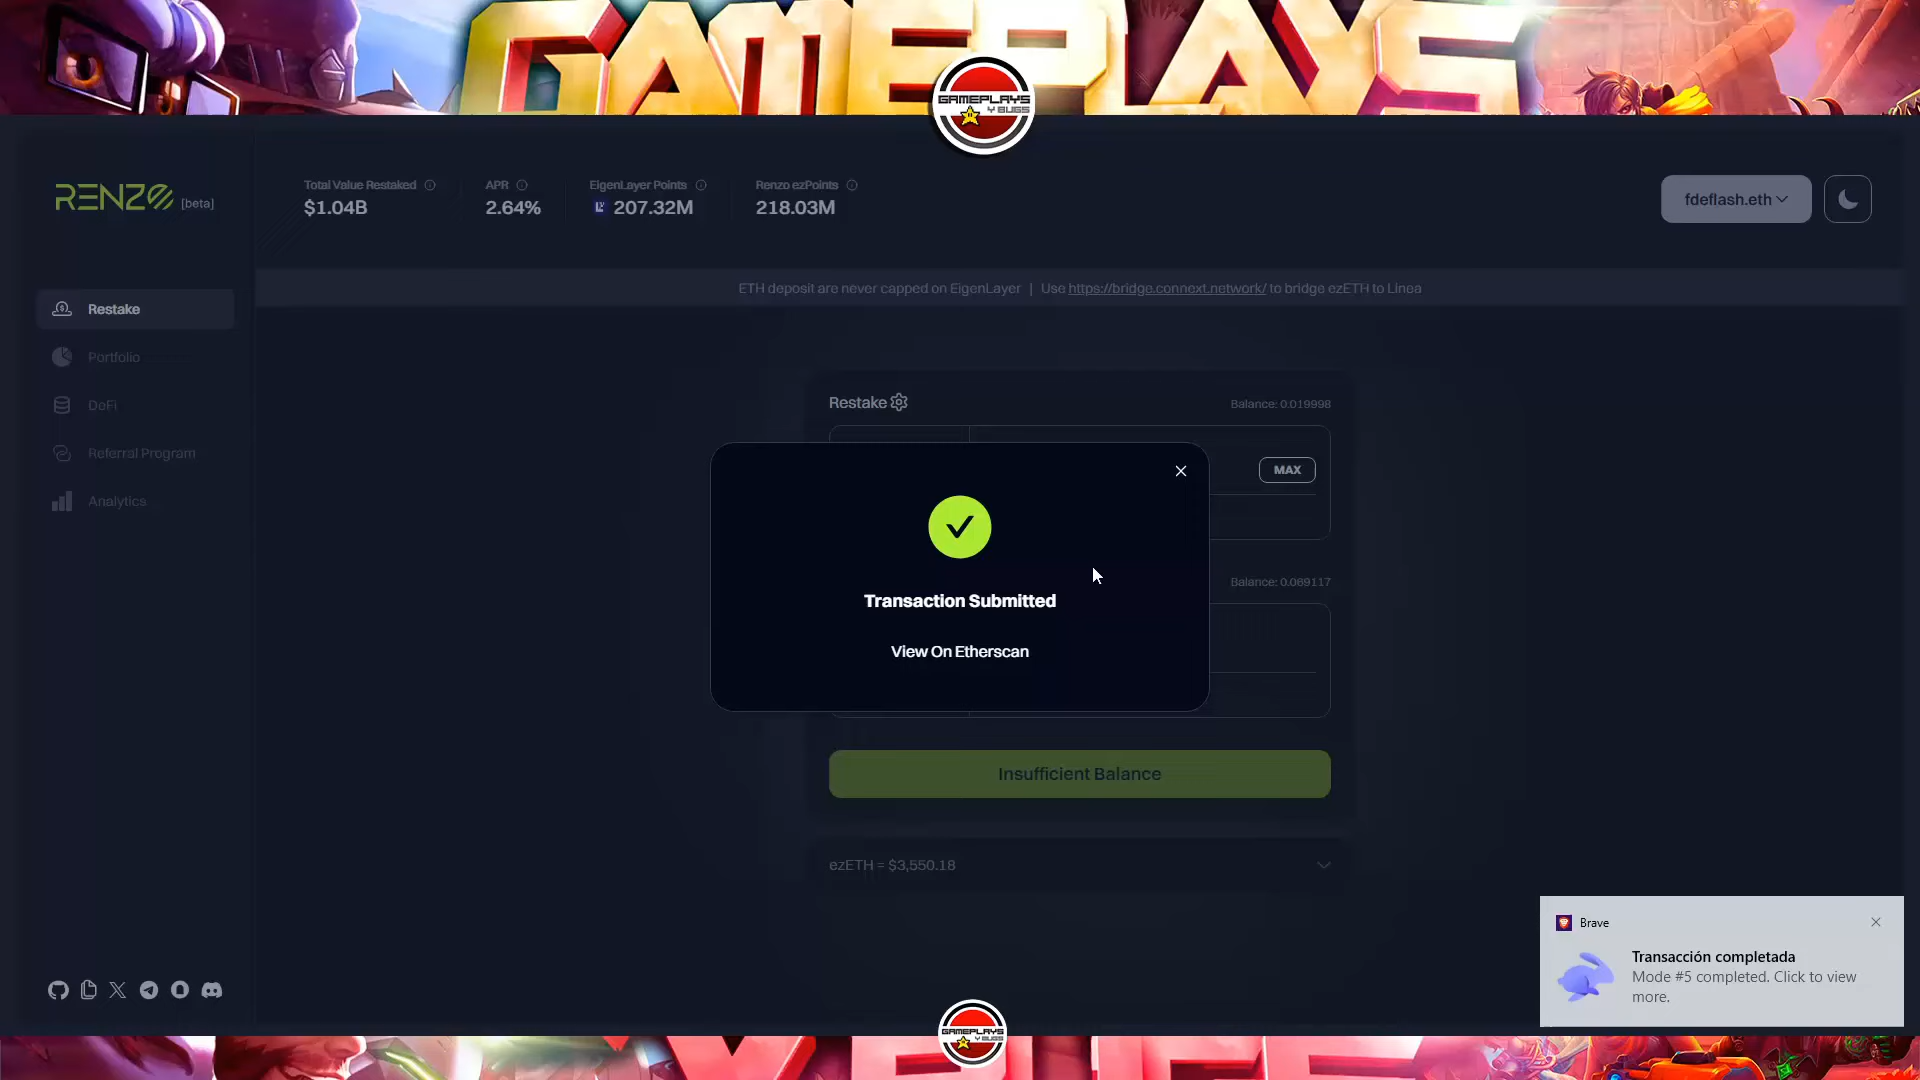 GAMEPLAYS
GAMEPLAYS
Y BUGS
RENZO [beta]
Total Value Restaked
$1.04B
APR
2.64%
EigenLayer Points
207.32M
Renzo ezPoints
218.03M
fdeflash.eth
ETH deposit are never capped on EigenLayer | Use https://bridge.connext.network/ to bridge ezETH to Linea
Restake
Portfolio
DeFi
Referral Program
Analytics
Restake
Balance: 0.019998
MAX
Transaction Submitted
View On Etherscan
Balance: 0.069117
Insufficient Balance
ezETH = $3,550.18
Brave
Transacción completada
Mode #5 completed. Click to view
more.
GAMEPLAYS
Y BUGS